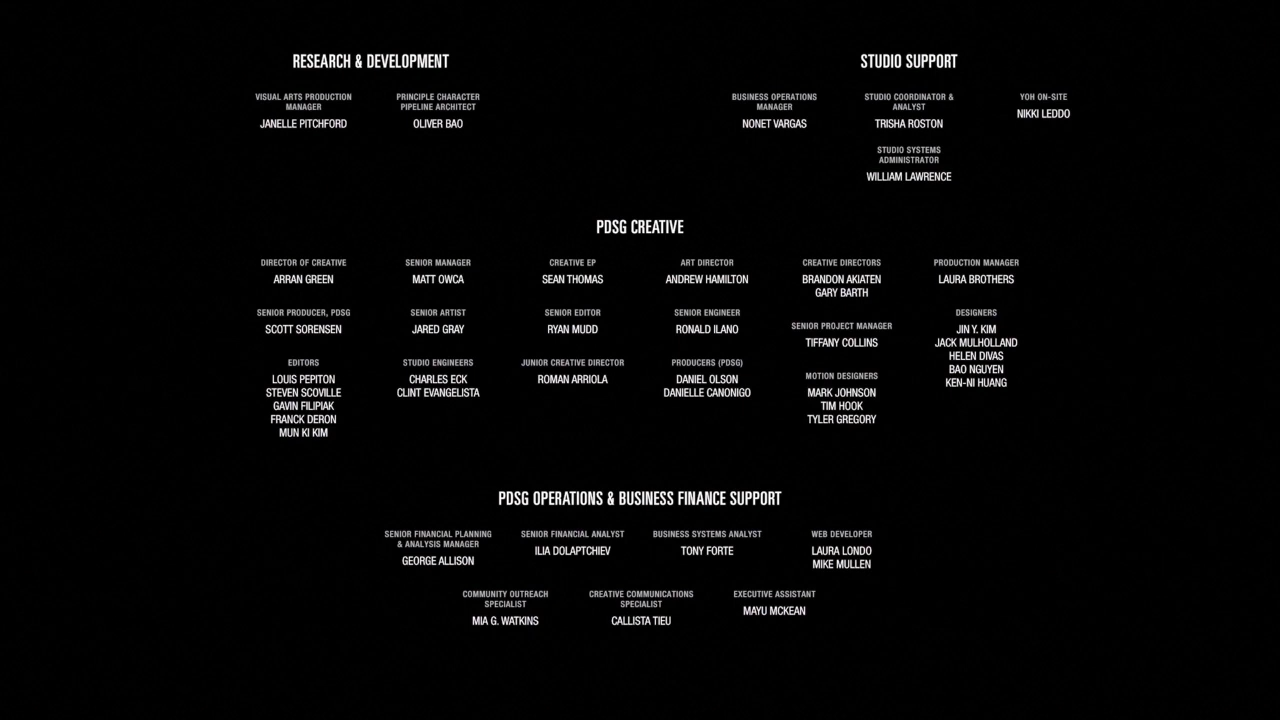 RESEARCH & DEVELOPMENT
VISUAL ARTS PRODUCTION
MANAGER
JANELLE PITCHFORD
PRINCIPLE CHARACTER
PIPELINE ARCHITECT
OLIVER BAO
STUDIO SUPPORT
BUSINESS OPERATIONS
MANAGER
NONET VARGAS
STUDIO COORDINATOR &
ANALYST
TRISHA ROSTON
STUDIO SYSTEMS
ADMINISTRATOR
WILLIAM LAWRENCE
YOH ON-SITE
NIKKI LEDDO
PDSG CREATIVE
DIRECTOR OF CREATIVE
ARRAN GREEN
SENIOR MANAGER
MATT OWCA
CREATIVE EP
SEAN THOMAS
ART DIRECTOR
ANDREW HAMILTON
CREATIVE DIRECTORS
BRANDON AKIATEN
GARY BARTH
PRODUCTION MANAGER
LAURA BROTHERS
SENIOR PRODUCER, PDSG
SCOTT SORENSEN
SENIOR ARTIST
JARED GRAY
SENIOR EDITOR
RYAN MUDD
SENIOR ENGINEER
RONALD ILANO
SENIOR PROJECT MANAGER
TIFFANY COLLINS
DESIGNERS
JIN Y. KIM
JACK MULHOLLAND
HELEN DIVAS
BAO NGUYEN
KEN-NI HUANG
EDITORS
LOUIS PEPITON
STEVEN SCOVILLE
GAVIN FILIPIAK
FRANCK DERON
MUN KI KIM
STUDIO ENGINEERS
CHARLES ECK
CLINT EVANGELISTA
JUNIOR CREATIVE DIRECTOR
ROMAN ARRIOLA
PRODUCERS (PDSG)
DANIEL OLSON
DANIELLE CANONIGO
MOTION DESIGNERS
MARK JOHNSON
TIM HOOK
TYLER GREGORY
PDSG OPERATIONS & BUSINESS FINANCE SUPPORT
SENIOR FINANCIAL PLANNING
& ANALYSIS MANAGER
GEORGE ALLISON
SENIOR FINANCIAL ANALYST
ILIA DOLAPTCHIEV
BUSINESS SYSTEMS ANALYST
TONY FORTE
WEB DEVELOPER
LAURA LONDO
MIKE MULLEN
COMMUNITY OUTREACH
SPECIALIST
MIA G. WATKINS
CREATIVE COMMUNICATIONS
SPECIALIST
CALLISTA TIEU
EXECUTIVE ASSISTANT
MAYU MCKEAN